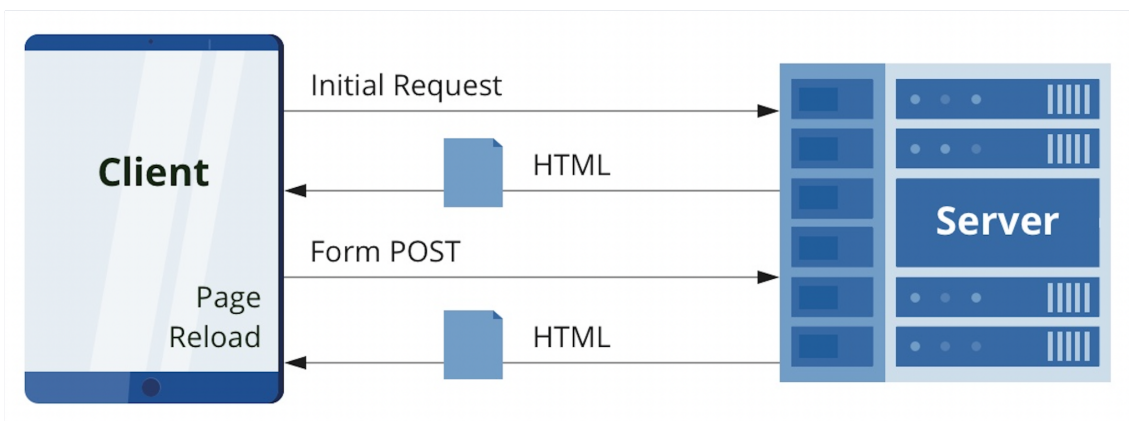 Initial Request
Client
HTML
Server
Form POST
Page
Reload
HTML